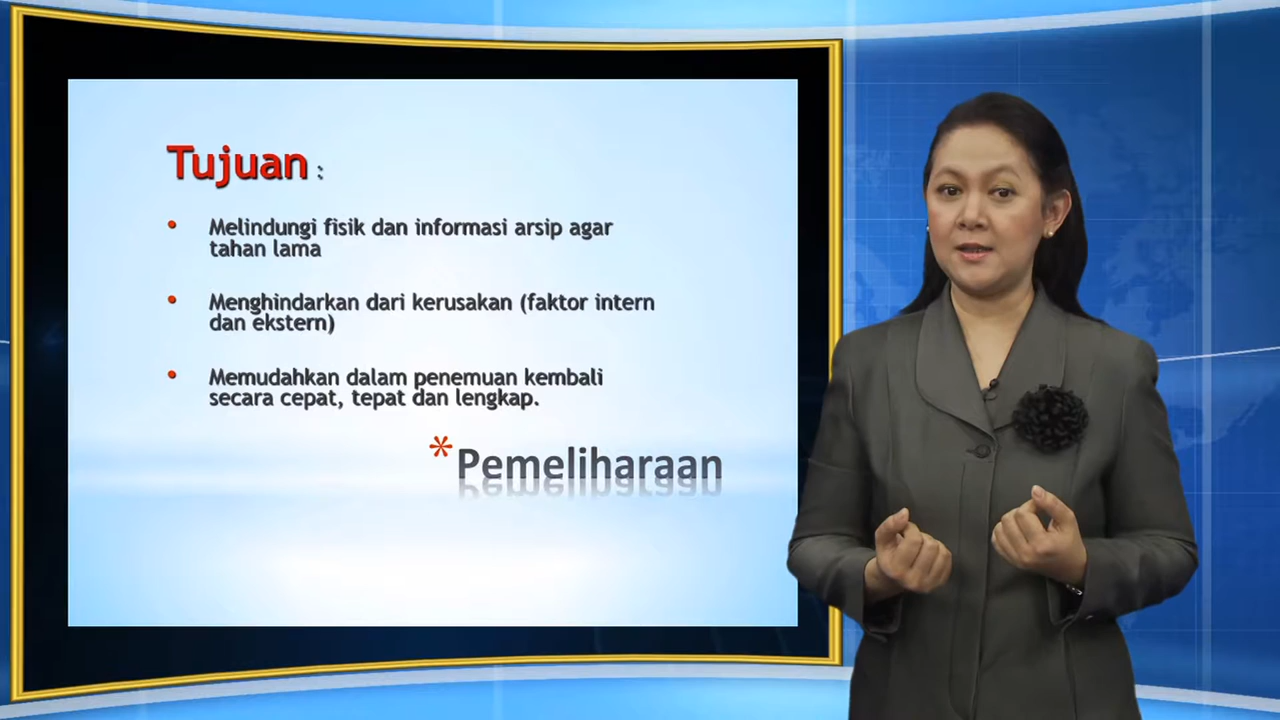 Tujuan :
• Melindungi fisik dan informasi arsip agar
tahan lama
• Menghindarkan dari kerusakan (faktor intern
dan ekstern)
• Memudahkan dalam penemuan kembali
secara cepat, tepat dan lengkap.
*Pemeliharaan